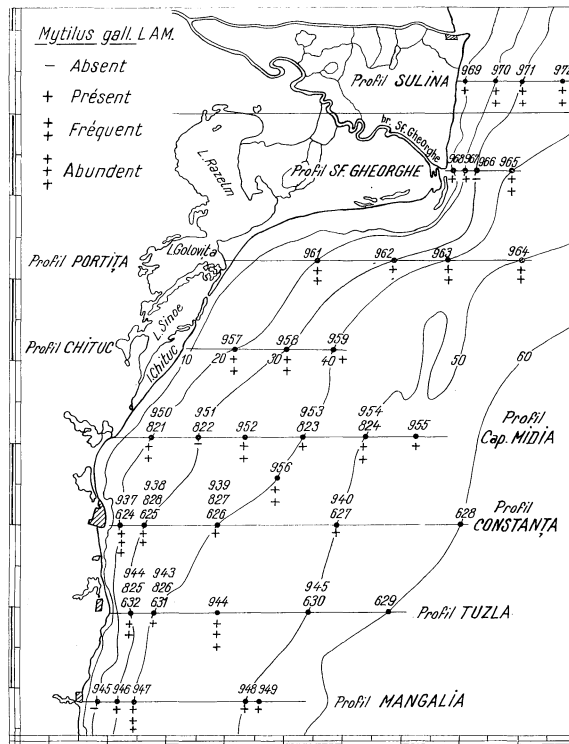 Mytilus gall. LAM.
– Absent
+ Présent
‡ Fréquent
Abundent
Profil SULINA
969 970 971 972
br. Sf. Gheorghe
L. Razelm
Profil SF. GHEORGHE
968 967 966 965
L. Golovița
Profil PORTIȚA
961 962 963 964
L. Sinoe
Profil CHITUC
I. Chituc
957 958 959
10 20 30 40 50 60
950 951 953 954
821 822 952 823 824 955
Profil
Cap. MIDIA
956
937 938 939 940
828 827
624 625 626 627 628
Profil
CONSTANȚA
944 943 945
825 826
632 631 944 630 629
Profil TUZLA
945 946 947 948 949
Profil MANGALIA